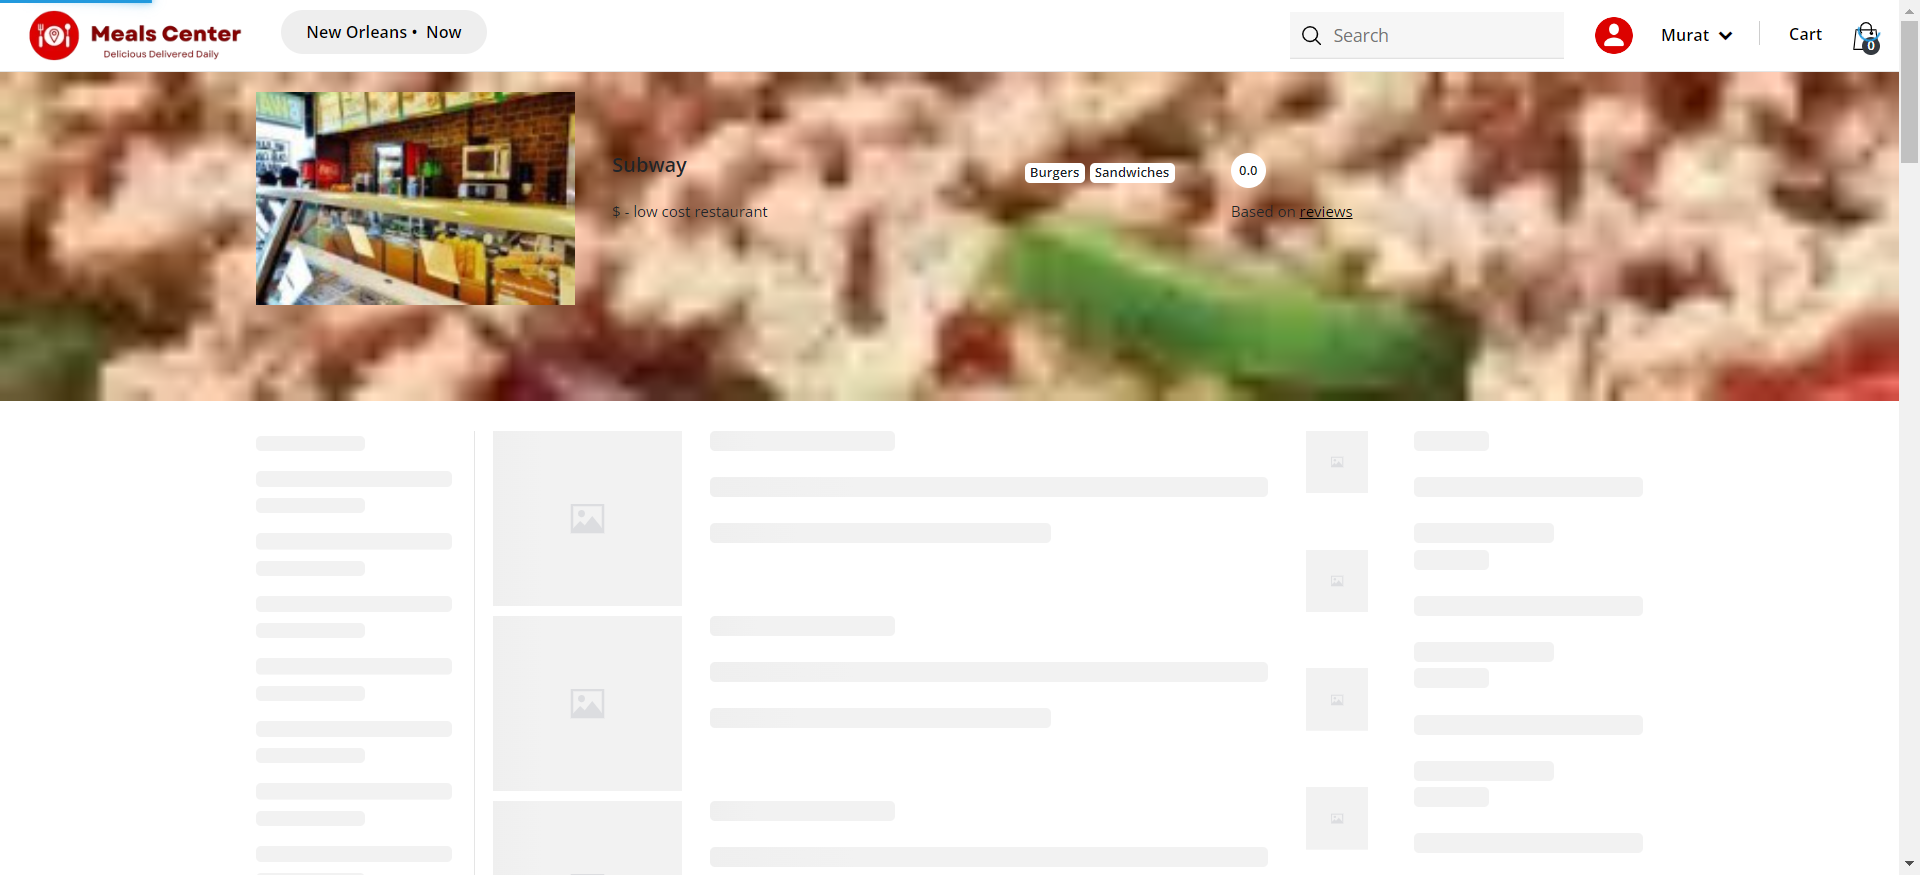 Meals Center
Delicious Delivered Daily
New Orleans • Now
Search
Murat
Cart
0
Subway
Burgers
Sandwiches
0.0
$ - low cost restaurant
Based on reviews